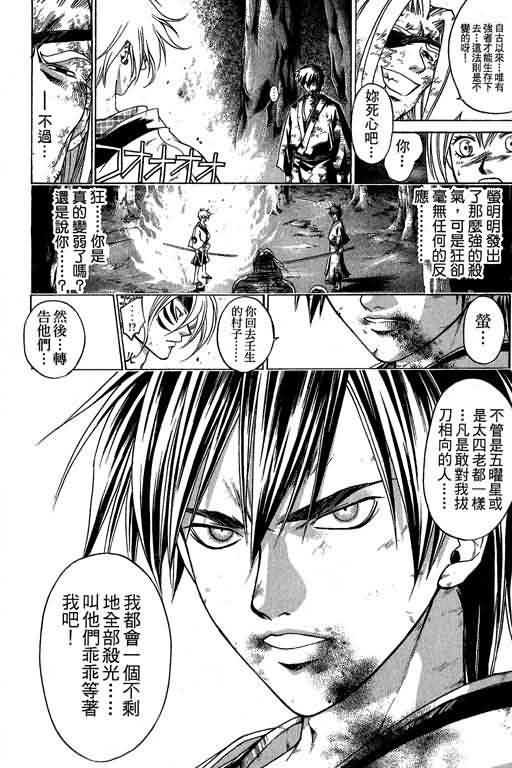 自古以來…唯有
強者才能生存下
去…這法則是不
變的呀！
你…
妳死心吧…
ゴオオオオオ
—不過…
螢明明發出
了那麼強的殺
氣，可是狂卻
毫無任何的反
應…
狂……你是
真的變弱了嗎？
還是說你……？
螢…
你回去壬生
的村子…
…!?
然後…轉
告他們…
不管是五曜星或
是太四老都一樣
…凡是敢對我拔
刀相向的人…
我都會一個不剩
地全部殺光……
叫他們乖乖等著
我吧！